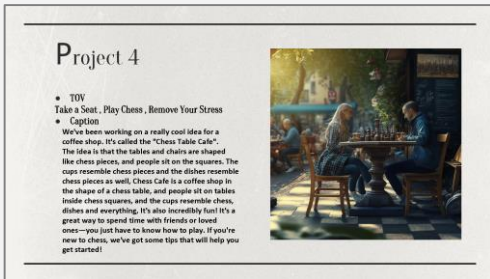 Project 4
• TOV
Take a Seat , Play Chess , Remove Your Stress
• Caption
We've been working on a really cool idea for a
coffee shop. It's called the "Chess Table Cafe".
The idea is that the tables and chairs are shaped
like chess pieces, and people sit on the squares. The
cups resemble chess pieces and the dishes resemble
chess pieces as well, Chess Cafe is a coffee shop in
the shape of a chess table, and people sit on tables
inside chess squares, and the cups resemble chess,
dishes and everything, It's also incredibly fun! It's a
great way to spend time with friends or loved
ones—you just have to know how to play. If you're
new to chess, we've got some tips that will help you
get started!